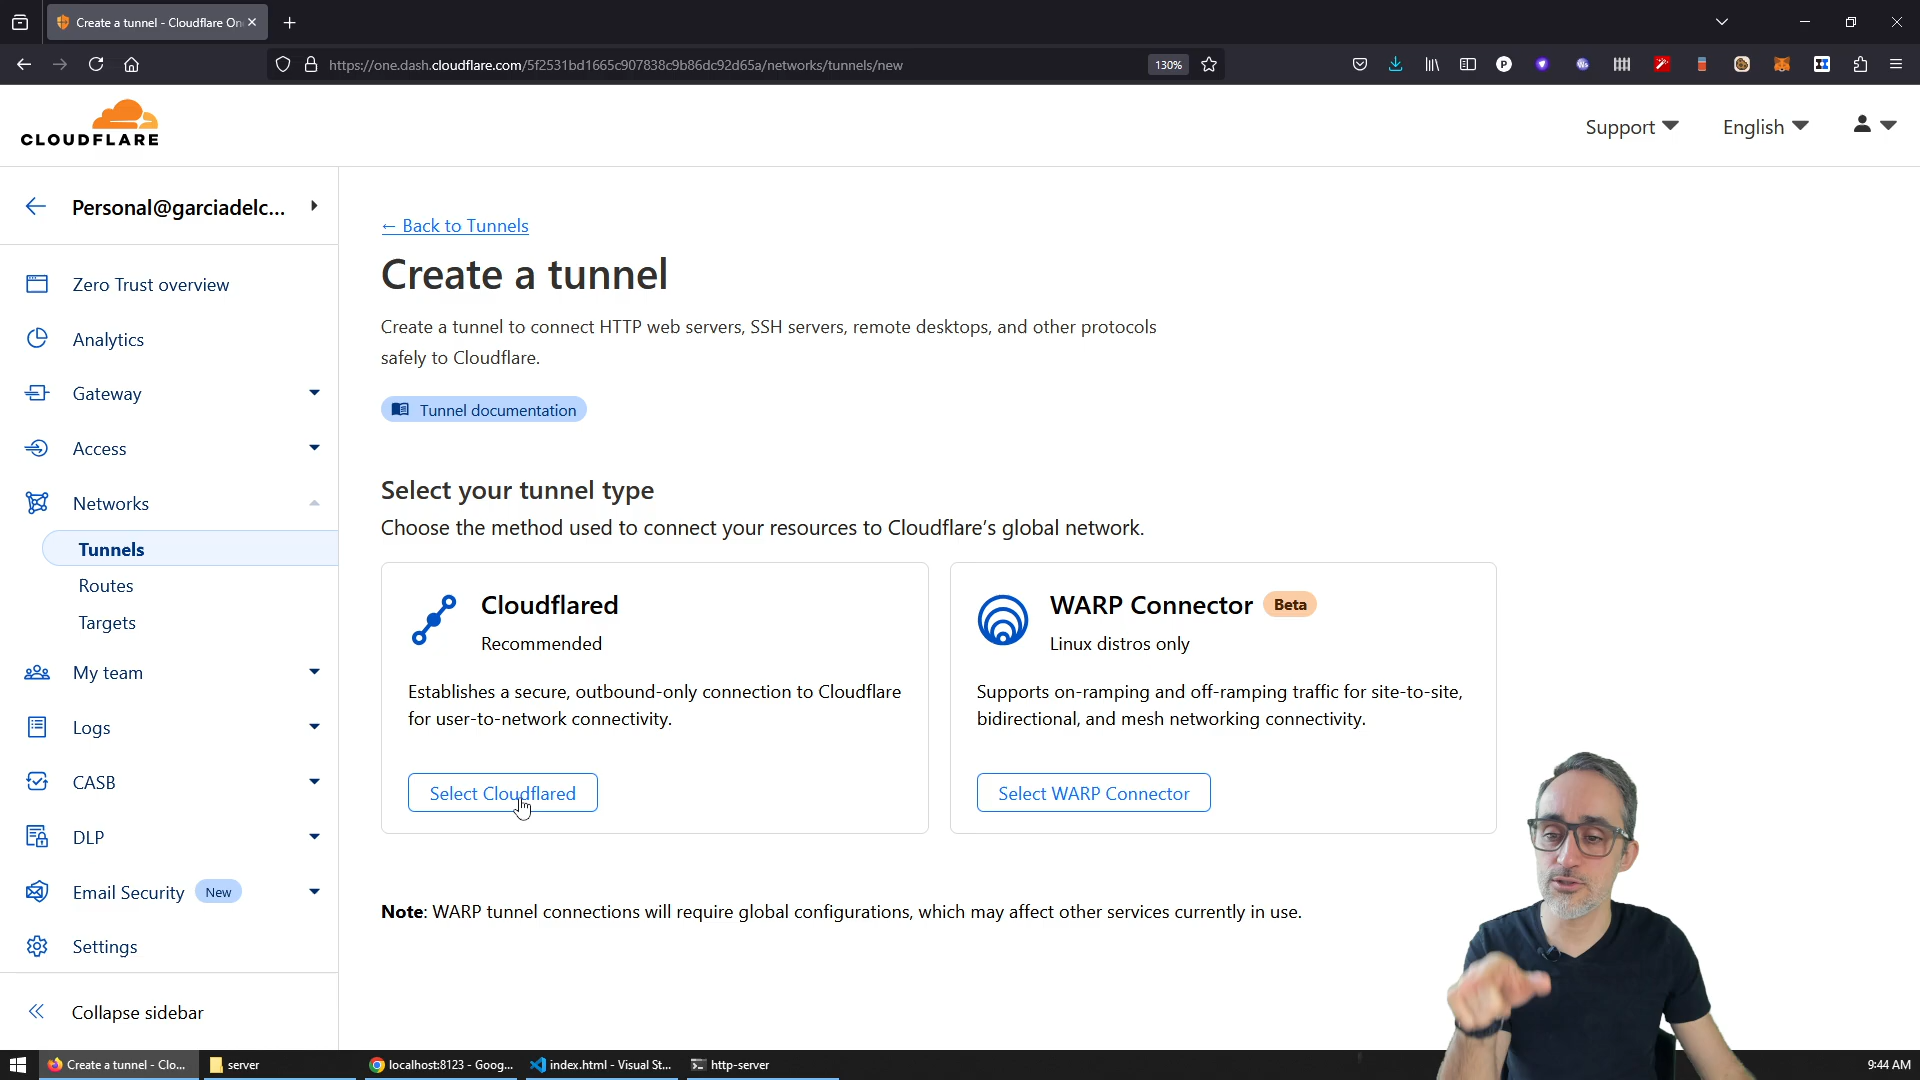 Create a tunnel - Cloudflare On
https://one.dash.cloudflare.com/5f2531bd1665c907838c9b86dc92d65a/networks/tunnels/new
130%
CLOUDFLARE
Support
English
Personal@garciadelc...
Zero Trust overview
Analytics
Gateway
Access
Networks
Tunnels
Routes
Targets
My team
Logs
CASB
DLP
Email Security New
Settings
Collapse sidebar
← Back to Tunnels
Create a tunnel
Create a tunnel to connect HTTP web servers, SSH servers, remote desktops, and other protocols
safely to Cloudflare.
Tunnel documentation
Select your tunnel type
Choose the method used to connect your resources to Cloudflare's global network.
Cloudflared
Recommended
Establishes a secure, outbound-only connection to Cloudflare
for user-to-network connectivity.
Select Cloudflared
WARP Connector Beta
Linux distros only
Supports on-ramping and off-ramping traffic for site-to-site,
bidirectional, and mesh networking connectivity.
Select WARP Connector
Note: WARP tunnel connections will require global configurations, which may affect other services currently in use.
Create a tunnel - Clo...
server
localhost:8123 - Goog...
index.html - Visual St...
http-server
9:44 AM